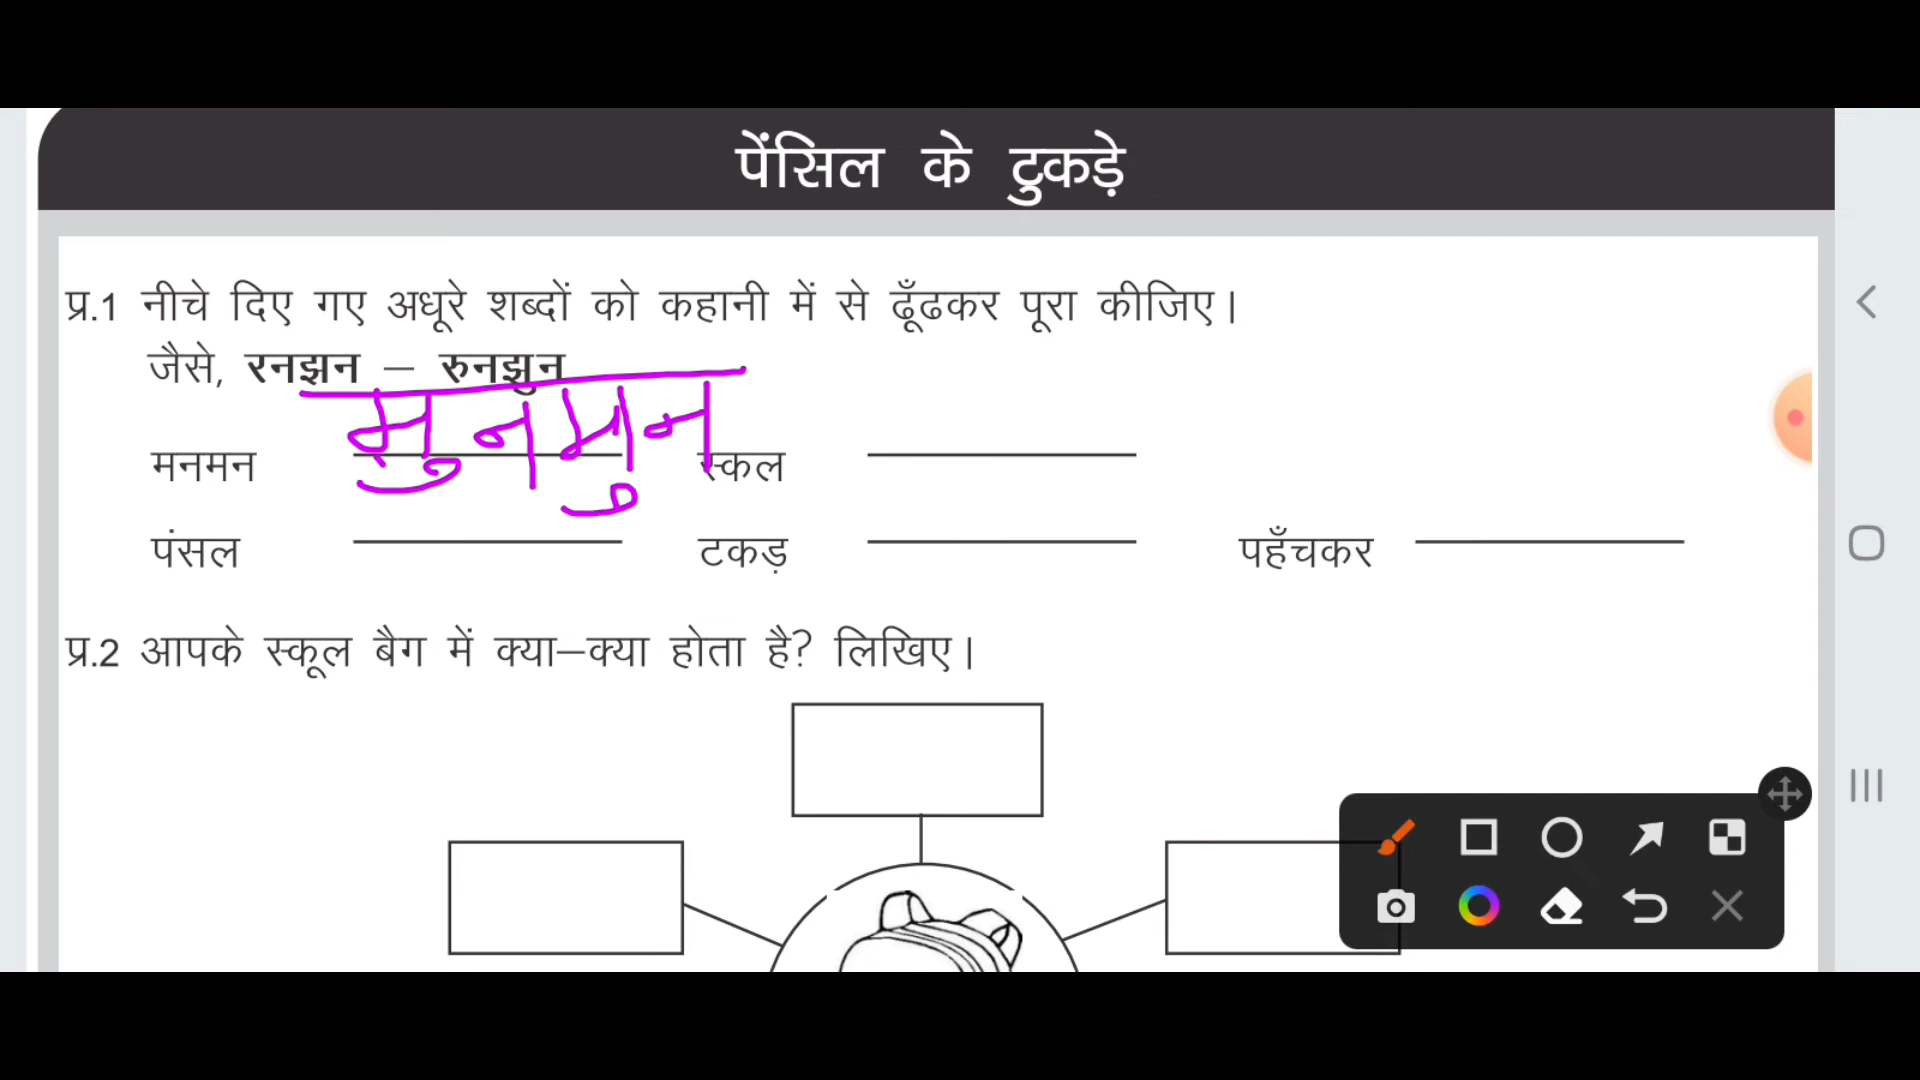 पेंसिल के टुकड़े
प्र.1 नीचे दिए गए अधूरे शब्दों को कहानी में से ढूँढकर पूरा कीजिए।
जैसे, रनझन – रुनझुन
मनमन मुनमुन स्कल
पंसल टकड़ पहँचकर
प्र.2 आपके स्कूल बैग में क्या–क्या होता है? लिखिए।